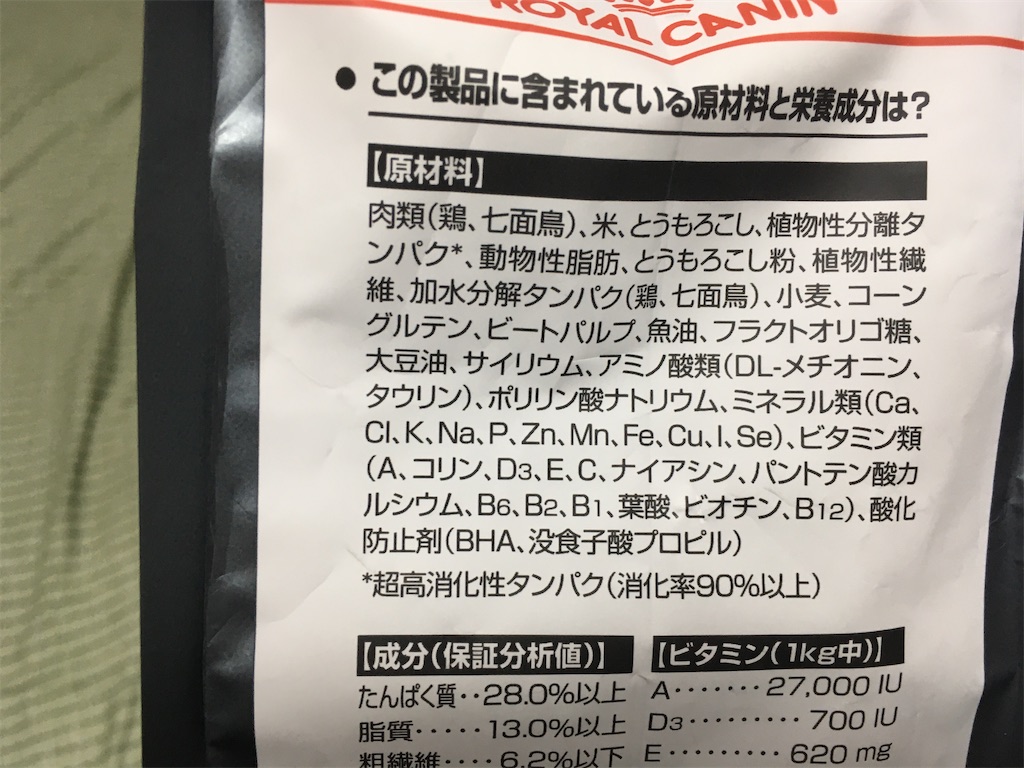 ROYAL CANIN
● この製品に含まれている原材料と栄養成分は？
【原材料】
肉類(鶏、七面鳥)、米、とうもろこし、植物性分離タ
ンパク*、動物性脂肪、とうもろこし粉、植物性繊
維、加水分解タンパク(鶏、七面鳥)、小麦、コーン
グルテン、ビートパルプ、魚油、フラクトオリゴ糖、
大豆油、サイリウム、アミノ酸類(DL-メチオニン、
タウリン)、ポリリン酸ナトリウム、ミネラル類(Ca、
Cl、K、Na、P、Zn、Mn、Fe、Cu、I、Se)、ビタミン類
(A、コリン、D3、E、C、ナイアシン、パントテン酸カ
ルシウム、B6、B2、B1、葉酸、ビオチン、B12)、酸化
防止剤(BHA、没食子酸プロピル)
*超高消化性タンパク(消化率90%以上)
【成分(保証分析値)】
たんぱく質‥28.0%以上
脂質‥‥‥13.0%以上
粗繊維‥‥6.2%以下
【ビタミン(1kg中)】
A‥‥‥‥27,000 IU
D3‥‥‥‥‥700 IU
E‥‥‥‥‥620 mg